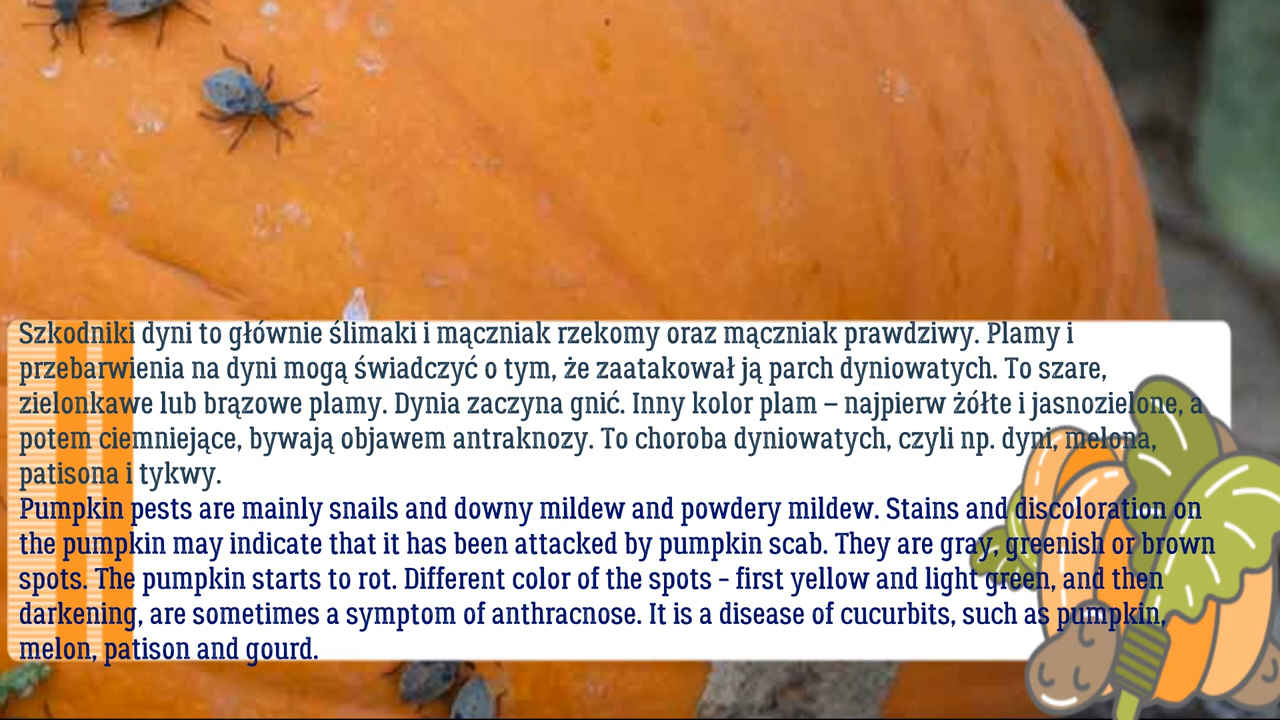 Szkodniki dyni to głównie ślimaki i mączniak rzekomy oraz mączniak prawdziwy. Plamy i
przebarwienia na dyni mogą świadczyć o tym, że zaatakował ją parch dyniowatych. To szare,
zielonkawe lub brązowe plamy. Dynia zaczyna gnić. Inny kolor plam – najpierw żółte i jasnozielone, a
potem ciemniejące, bywają objawem antraknozy. To choroba dyniowatych, czyli np. dyni, melona,
patisona i tykwy.
Pumpkin pests are mainly snails and downy mildew and powdery mildew. Stains and discoloration on
the pumpkin may indicate that it has been attacked by pumpkin scab. They are gray, greenish or brown
spots. The pumpkin starts to rot. Different color of the spots - first yellow and light green, and then
darkening, are sometimes a symptom of anthracnose. It is a disease of cucurbits, such as pumpkin,
melon, patison and gourd.